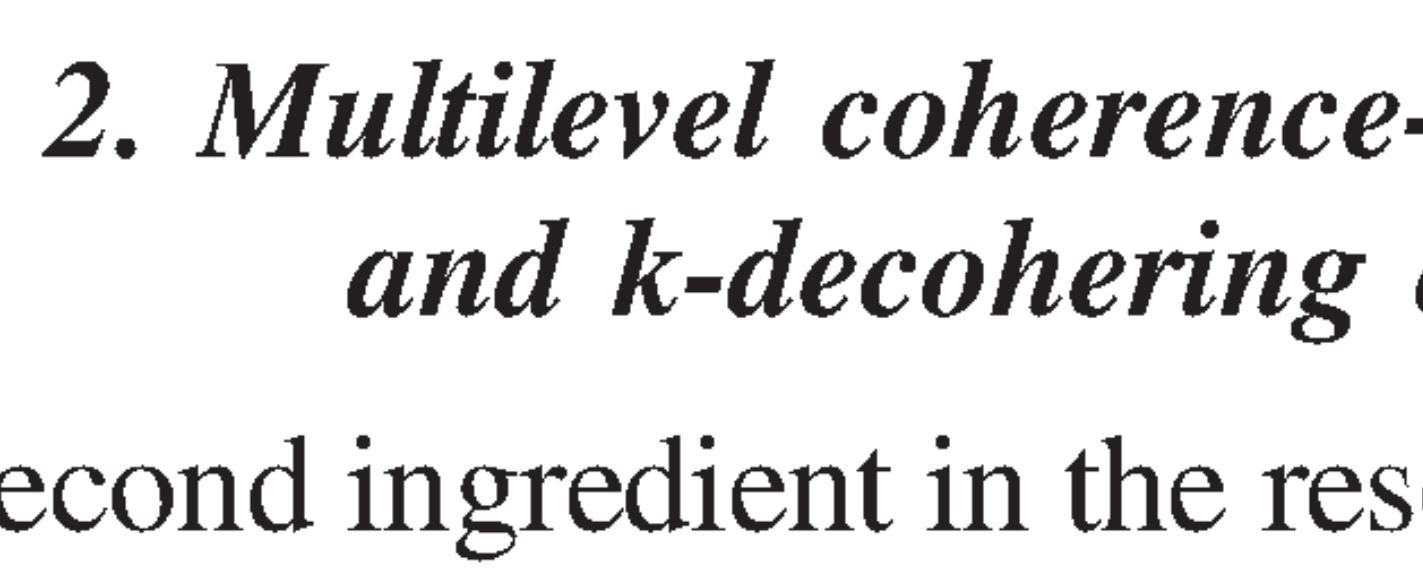 2. Multilevel coherence-
and k-decohering
econd ingredient in the res